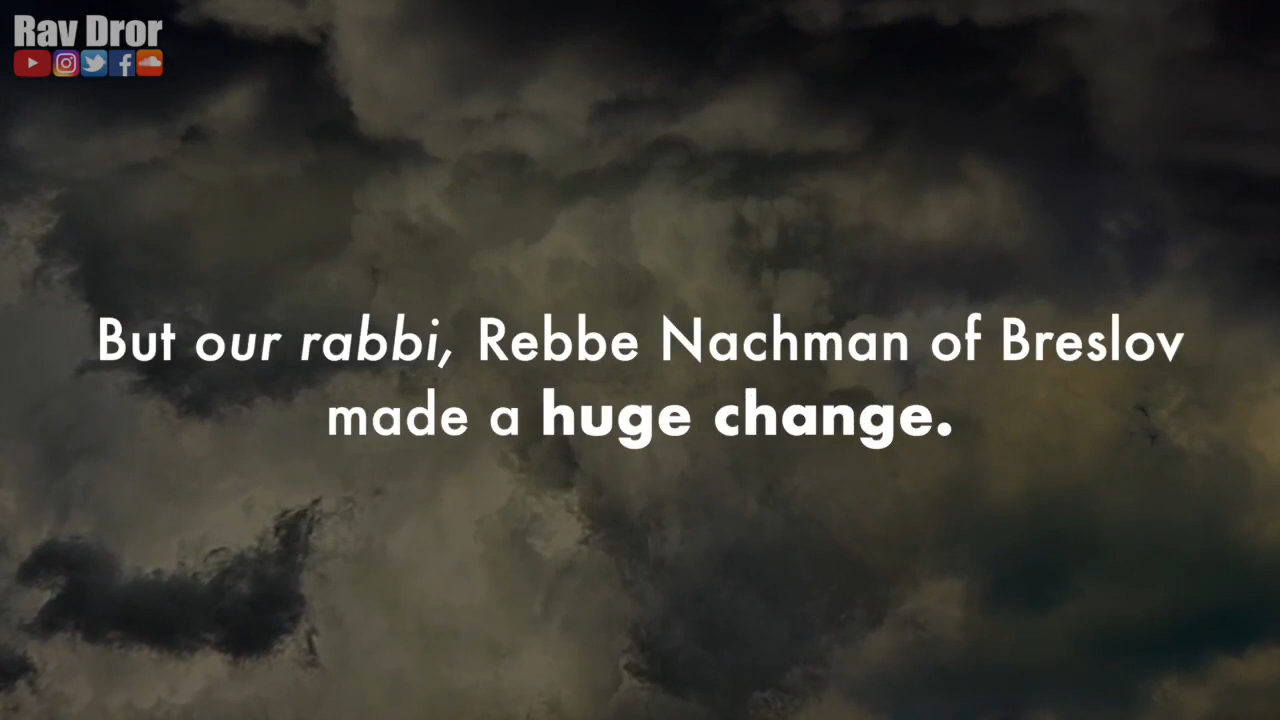 Rav Dror
But our rabbi, Rebbe Nachman of Breslov
made a huge change.